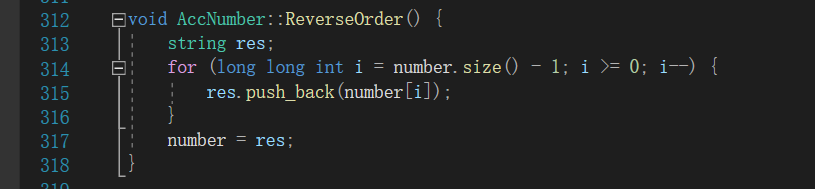 312 void AccNumber::ReverseOrder() {
313 string res;
314 for (long long int i = number.size() - 1; i >= 0; i--) {
315 res.push_back(number[i]);
316 }
317 number = res;
318 }